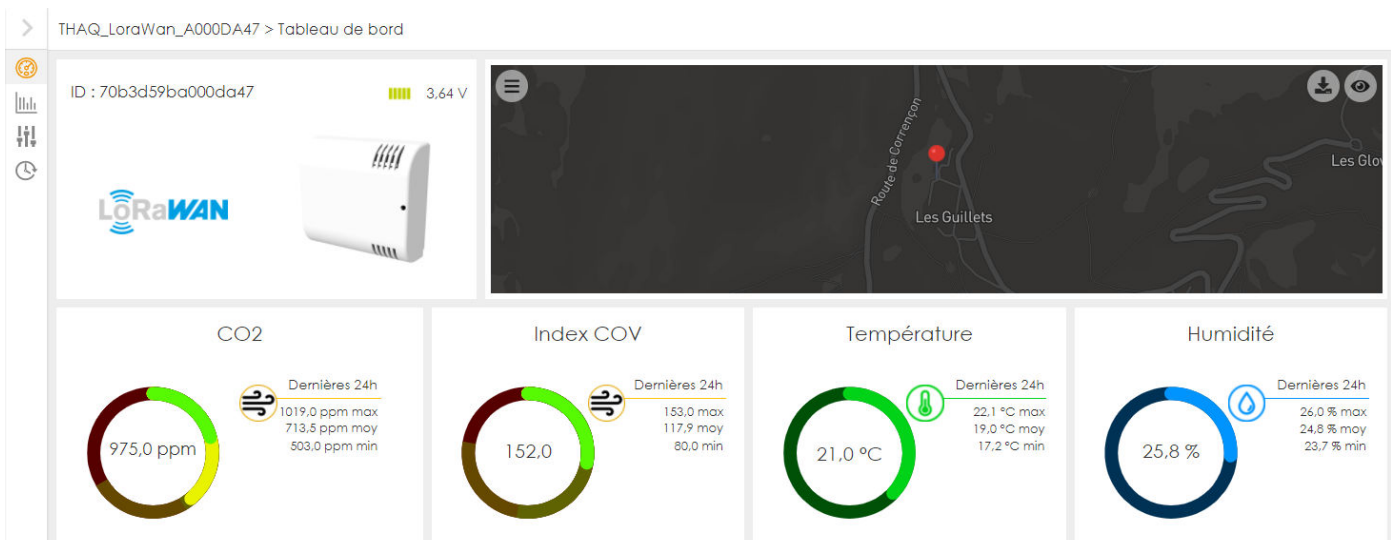 THAQ_LoraWan_A000DA47 > Tableau de bord
ID : 70b3d59ba000da47
3,64 V
LoRaWAN
Route de Corrençon
Les Guillets
Les Glo
CO2
Dernières 24h
1019,0 ppm max
713,5 ppm moy
503,0 ppm min
975,0 ppm
Index COV
Dernières 24h
153,0 max
117,9 moy
80,0 min
152,0
Température
Dernières 24h
22,1 °C max
19,0 °C moy
17,2 °C min
21,0 °C
Humidité
Dernières 24h
26,0 % max
24,8 % moy
23,7 % min
25,8 %